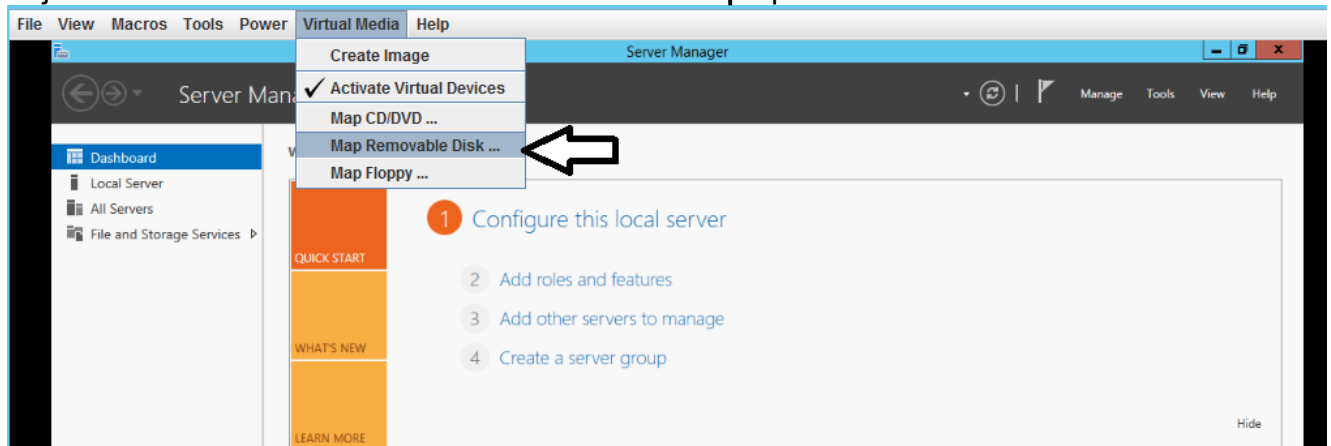 File View Macros Tools Power Virtual Media Help
Create Image
Server Manager
Activate Virtual Devices
Server Mana
Manage Tools View Help
Map CD/DVD ...
Map Removable Disk ...
Map Floppy ...
Dashboard
Local Server
All Servers
File and Storage Services
1 Configure this local server
QUICK START
2 Add roles and features
3 Add other servers to manage
WHAT'S NEW
4 Create a server group
Hide
LEARN MORE